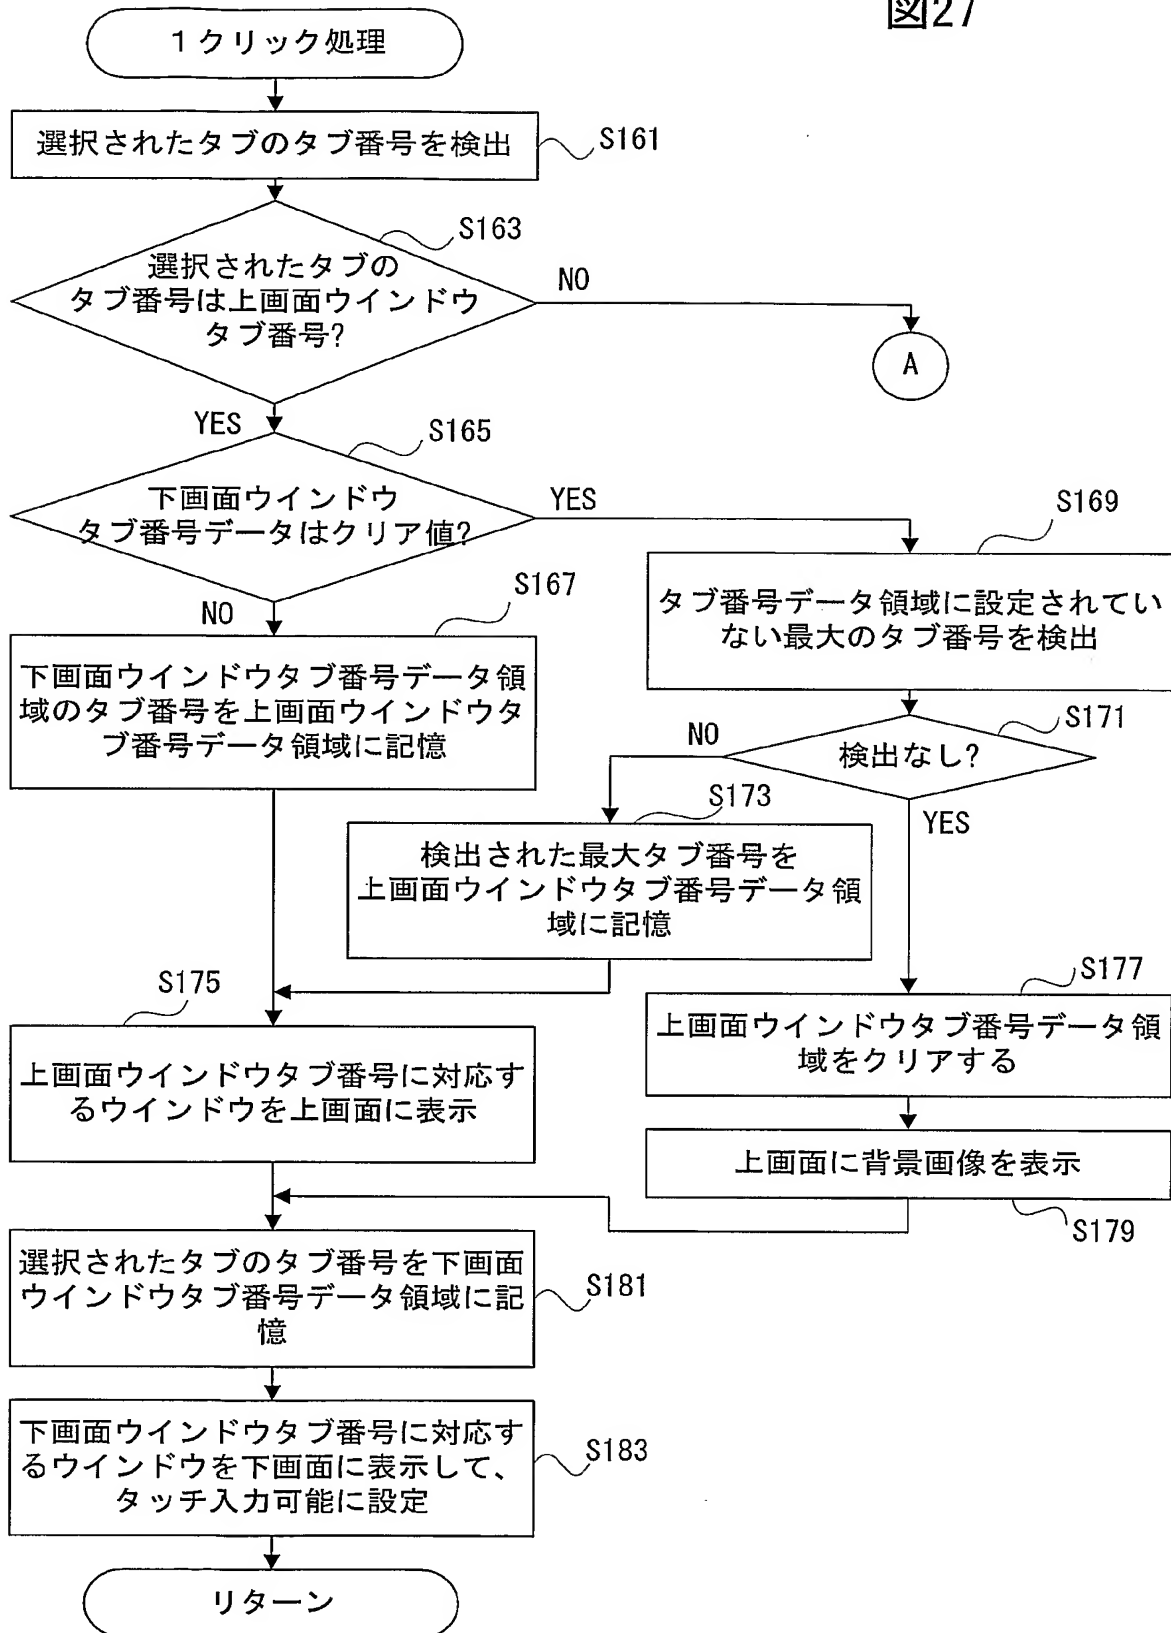 図27
1クリック処理
選択されたタブのタブ番号を検出
S161
S163
選択されたタブの
タブ番号は上画面ウインドウ
タブ番号?
NO
A
YES
S165
下画面ウインドウ
タブ番号データはクリア値?
YES
S169
タブ番号データ領域に設定されてい
ない最大のタブ番号を検出
NO
S167
下画面ウインドウタブ番号データ領
域のタブ番号を上画面ウインドウタ
ブ番号データ領域に記憶
S171
検出なし?
NO
YES
S173
検出された最大タブ番号を
上画面ウインドウタブ番号データ領
域に記憶
S175
上画面ウインドウタブ番号に対応す
るウインドウを上画面に表示
S177
上画面ウインドウタブ番号データ領
域をクリアする
上画面に背景画像を表示
S179
選択されたタブのタブ番号を下画面
ウインドウタブ番号データ領域に記
憶
S181
下画面ウインドウタブ番号に対応す
るウインドウを下画面に表示して、
タッチ入力可能に設定
S183
リターン